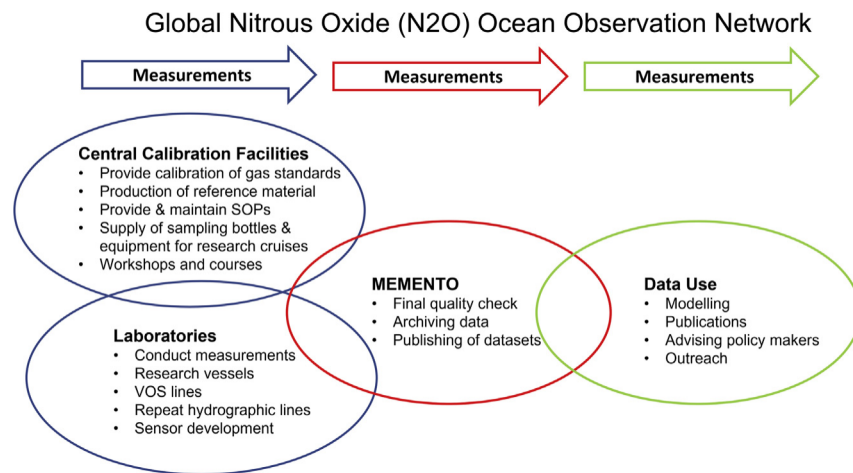 Global Nitrous Oxide (N2O) Ocean Observation Network
Measurements
Measurements
Measurements
Central Calibration Facilities
• Provide calibration of gas standards
• Production of reference material
• Provide & maintain SOPs
• Supply of sampling bottles &
equipment for research cruises
• Workshops and courses
Laboratories
• Conduct measurements
• Research vessels
• VOS lines
• Repeat hydrographic lines
• Sensor development
MEMENTO
• Final quality check
• Archiving data
• Publishing of datasets
Data Use
• Modelling
• Publications
• Advising policy makers
• Outreach